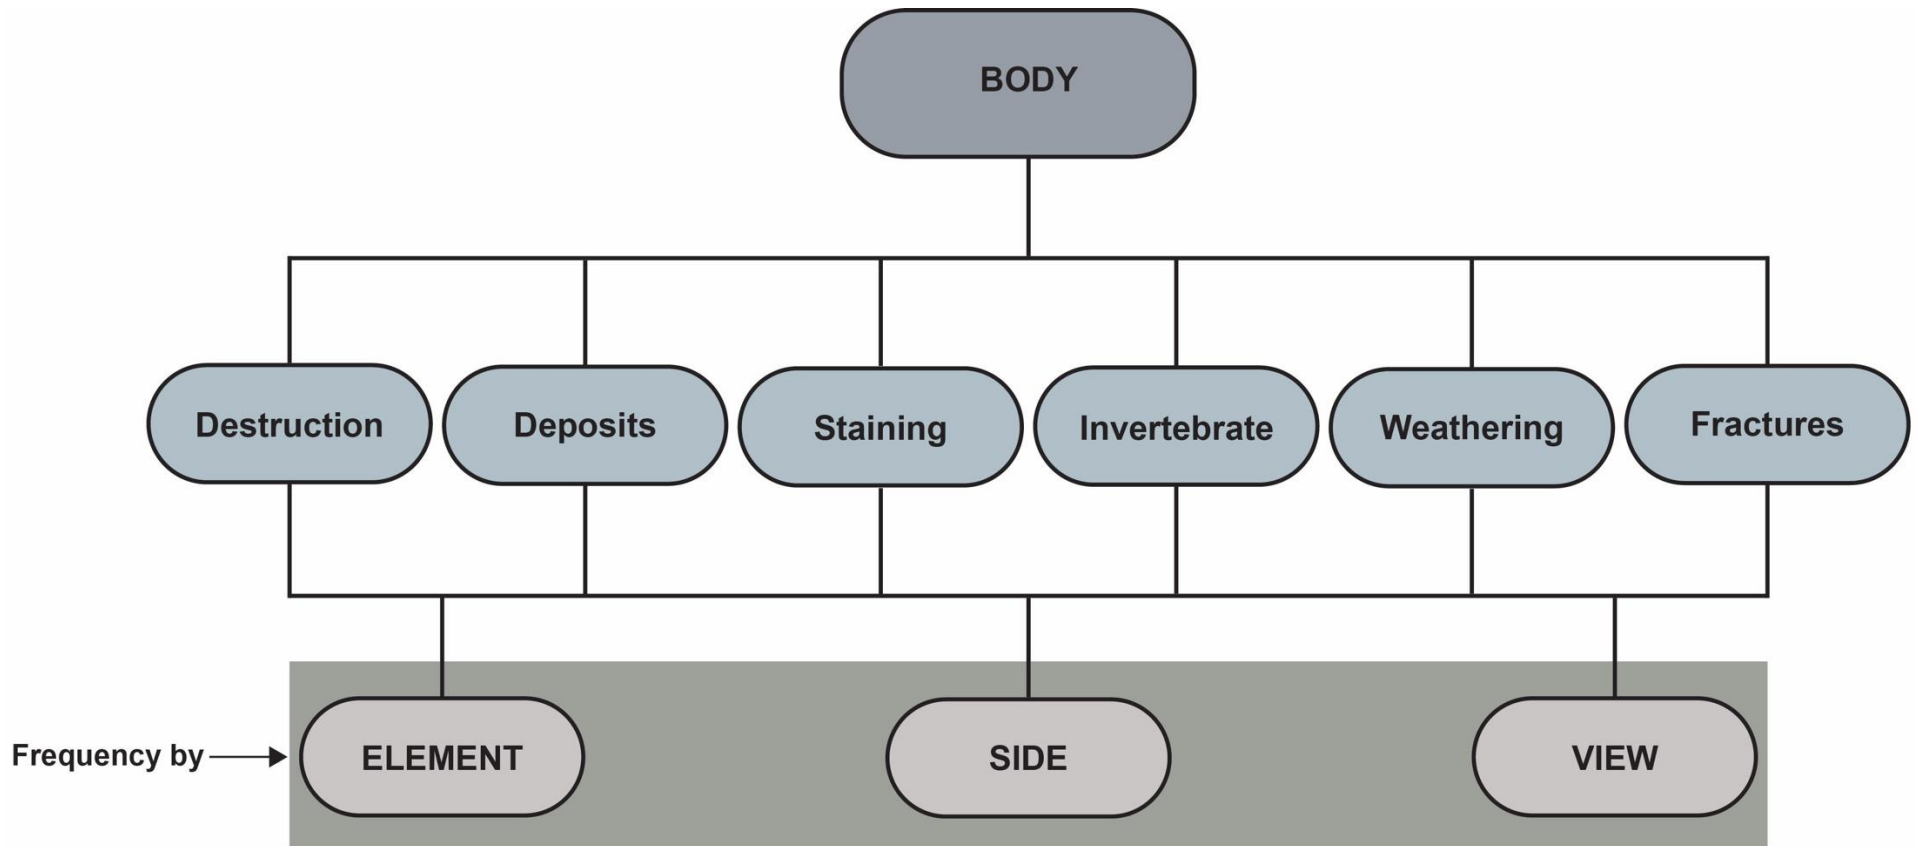 BODY
Destruction
Deposits
Staining
Invertebrate
Weathering
Fractures
Frequency by
ELEMENT
SIDE
VIEW